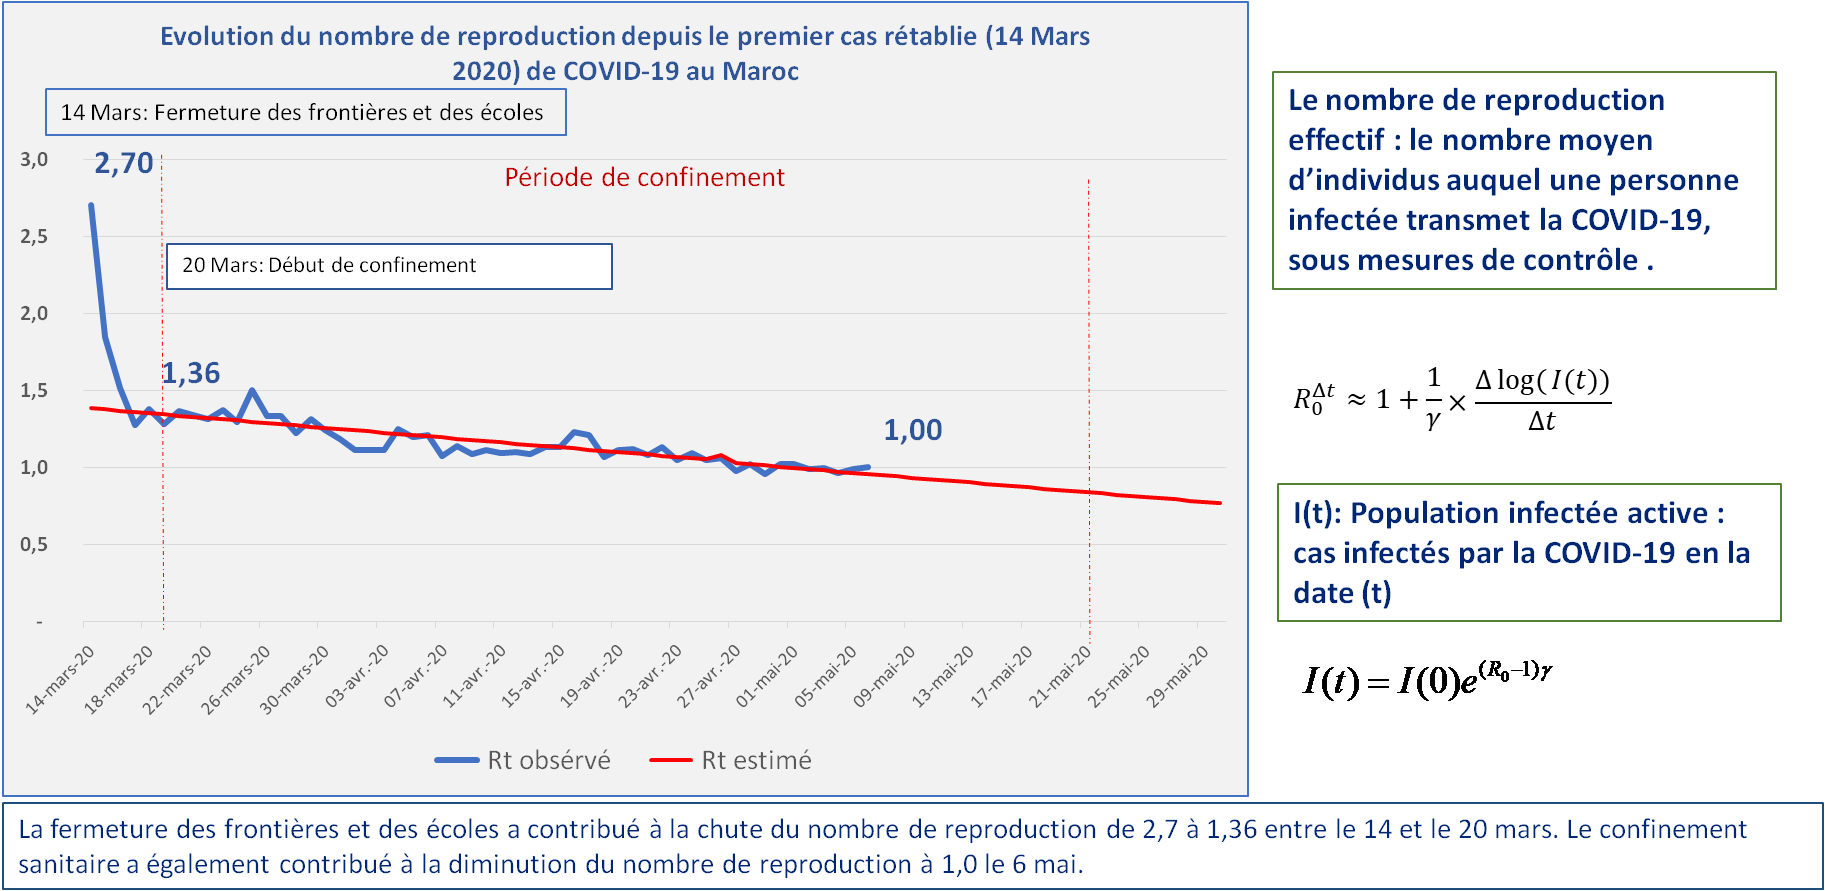 Evolution du nombre de reproduction depuis le premier cas rétablie (14 Mars
2020) de COVID-19 au Maroc
14 Mars: Fermeture des frontières et des écoles
3,0
2,70
Période de confinement
2,5
20 Mars: Début de confinement
2,0
1,36
1,5
1,00
1,0
0,5
-
14-mars-20
18-mars-20
22-mars-20
26-mars-20
30-mars-20
03-avr.-20
07-avr.-20
11-avr.-20
15-avr.-20
19-avr.-20
23-avr.-20
27-avr.-20
01-mai-20
05-mai-20
09-mai-20
13-mai-20
17-mai-20
21-mai-20
25-mai-20
29-mai-20
Rt obsérvé
Rt estimé
Le nombre de reproduction
effectif : le nombre moyen
d’individus auquel une personne
infectée transmet la COVID-19,
sous mesures de contrôle .
R₀^Δt ≈ 1 + 1/γ × Δ log(I(t))/Δt
I(t): Population infectée active :
cas infectés par la COVID-19 en la
date (t)
I(t) = I(0)e^(R₀−1)γ
La fermeture des frontières et des écoles a contribué à la chute du nombre de reproduction de 2,7 à 1,36 entre le 14 et le 20 mars. Le confinement
sanitaire a également contribué à la diminution du nombre de reproduction à 1,0 le 6 mai.